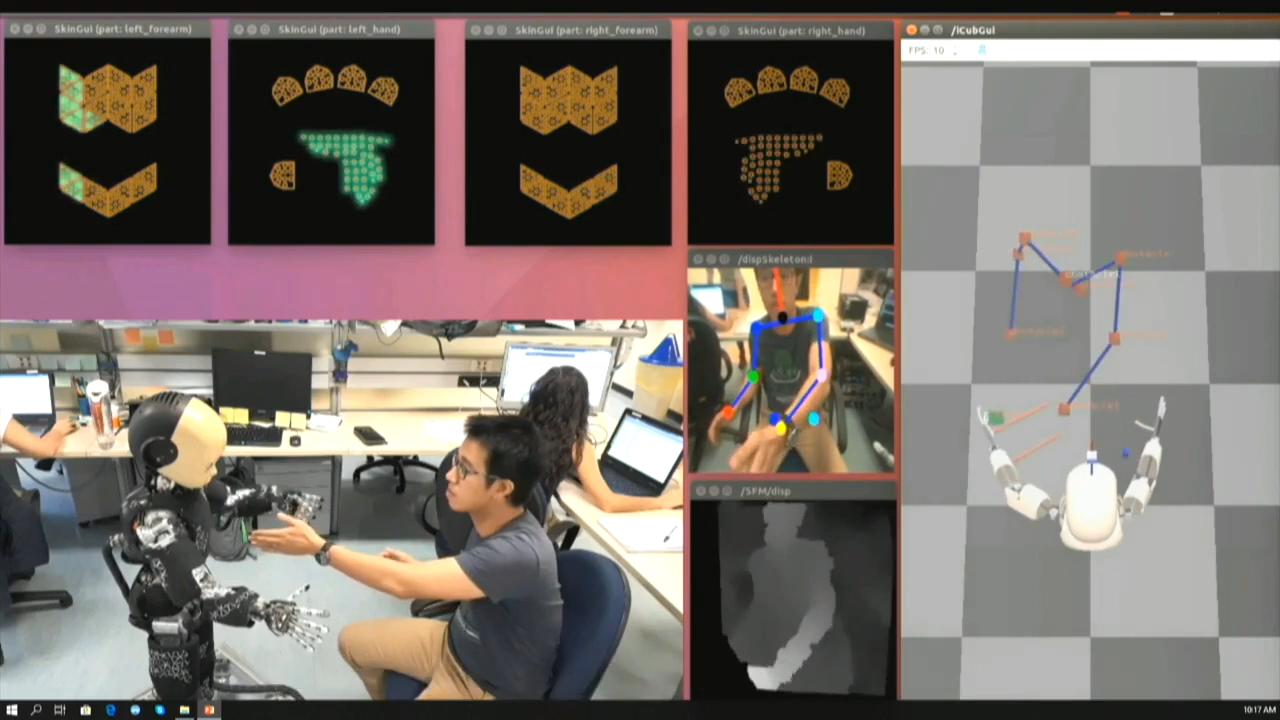 SkinGui (part: left_forearm)
SkinGui (part: left_hand)
SkinGui (part: right_forearm)
SkinGui (part: right_hand)
/iCubGui
FPS: 10
/dispSkeleton:i
/SFM/disp
10:17 AM